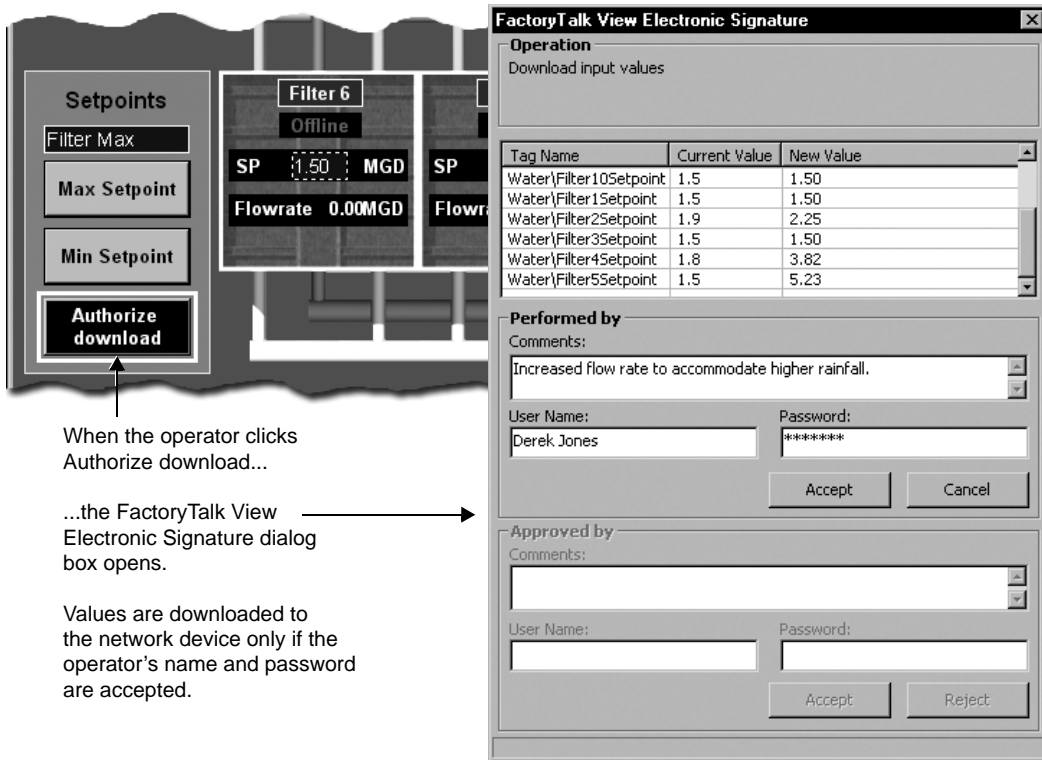 Setpoints
Filter Max
Max Setpoint
Min Setpoint
Authorize
download
Filter 6
Offline
SP 1.50 MGD
Flowrate 0.00MGD
SP
Flowr
When the operator clicks
Authorize download...
...the FactoryTalk View
Electronic Signature dialog
box opens.
Values are downloaded to
the network device only if the
operator's name and password
are accepted.
FactoryTalk View Electronic Signature
Operation
Download input values
Tag Name Current Value New Value
Water\Filter10Setpoint 1.5 1.50
Water\Filter1Setpoint 1.5 1.50
Water\Filter2Setpoint 1.9 2.25
Water\Filter3Setpoint 1.5 1.50
Water\Filter4Setpoint 1.8 3.82
Water\Filter5Setpoint 1.5 5.23
Performed by
Comments:
Increased flow rate to accommodate higher rainfall.
User Name: Password:
Derek Jones *******
Accept Cancel
Approved by
Comments:
User Name: Password:
Accept Reject